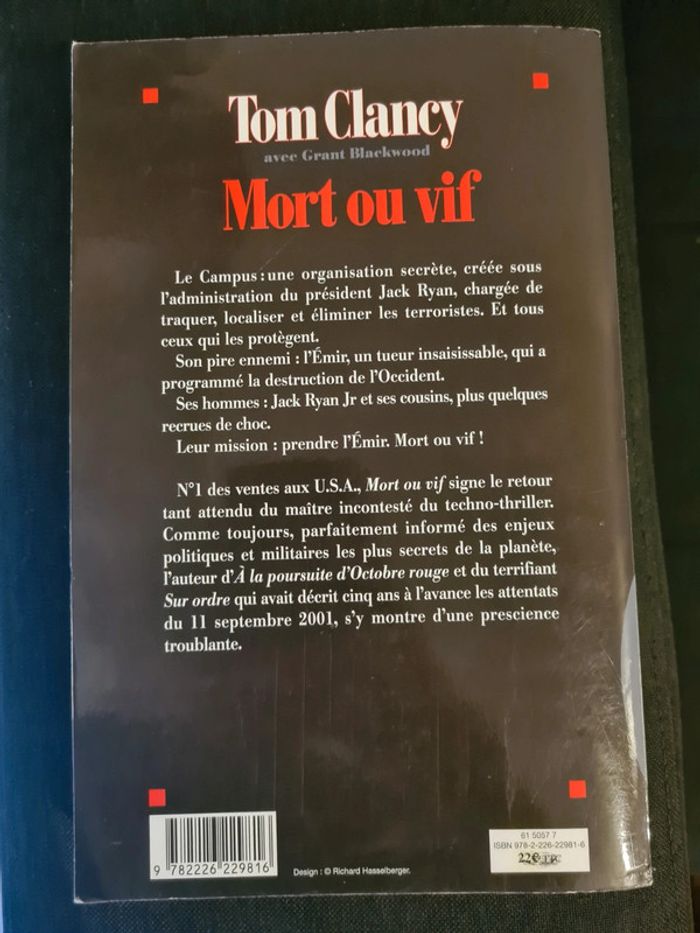 Tom Clancy
avec Grant Blackwood
Mort ou vif
Le Campus : une organisation secrète, créée sous
l'administration du président Jack Ryan, chargée de
traquer, localiser et éliminer les terroristes. Et tous
ceux qui les protègent.
Son pire ennemi : l'Émir, un tueur insaisissable, qui a
programmé la destruction de l'Occident.
Ses hommes : Jack Ryan Jr et ses cousins, plus quelques
recrues de choc.
Leur mission : prendre l'Émir. Mort ou vif !
N°1 des ventes aux U.S.A., Mort ou vif signe le retour
tant attendu du maître incontesté du techno-thriller.
Comme toujours, parfaitement informé des enjeux
politiques et militaires les plus secrets de la planète,
l'auteur d'À la poursuite d'Octobre rouge et du terrifiant
Sur ordre qui avait décrit cinq ans à l'avance les attentats
du 11 septembre 2001, s'y montre d'une prescience
troublante.
61 5057 7
ISBN 978-2-226-22981-6
22€
9 782226 229816
Design : © Richard Hasselberger.